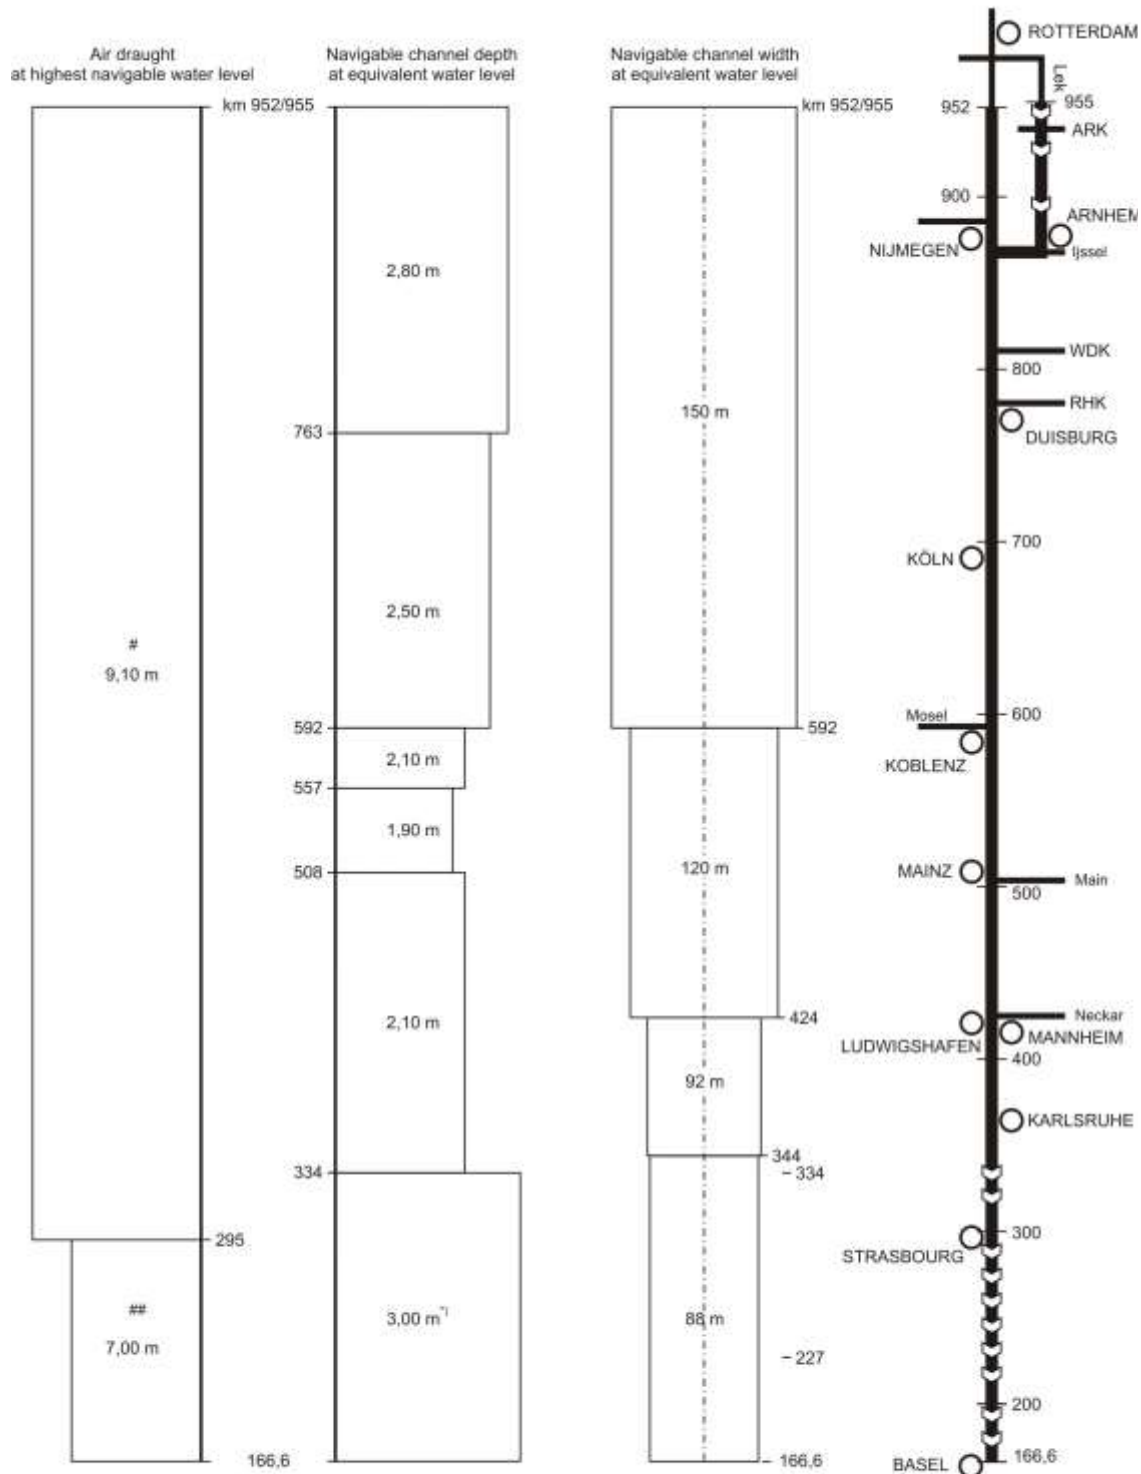 Air draught
at highest navigable water level
Navigable channel depth
at equivalent water level
Navigable channel width
at equivalent water level
ROTTERDAM
Lek
km 952/955
km 952/955
952
955
ARK
900
ARNHEM
NIJMEGEN
Ijssel
2,80 m
WDK
800
150 m
RHK
763
DUISBURG
700
KÖLN
2,50 m
#
9,10 m
Mosel
600
592
592
2,10 m
KOBLENZ
557
1,90 m
120 m
508
MAINZ
Main
500
2,10 m
424
Neckar
LUDWIGSHAFEN
MANNHEIM
400
92 m
KARLSRUHE
344
334
334
295
300
STRASBOURG
##
7,00 m
3,00 m*)
88 m
227
200
166,6
166,6
166,6
BASEL